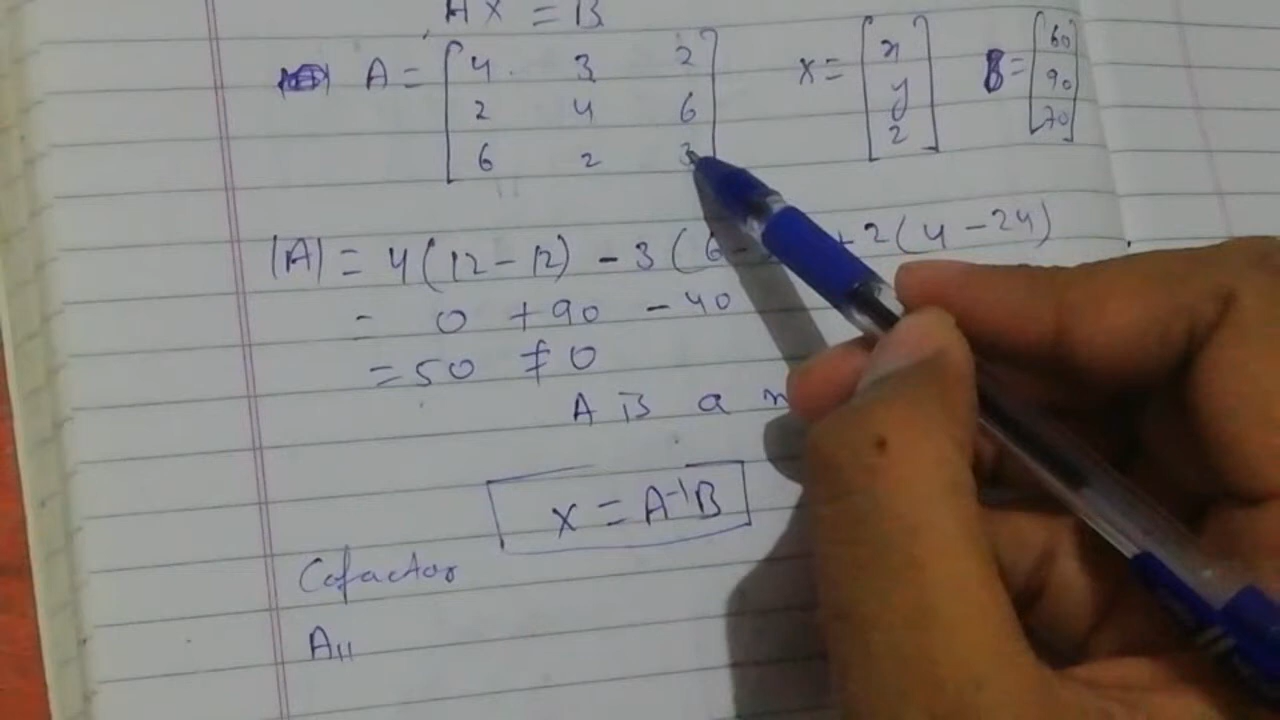 AX = B
A = [4 3 2 X = [x B = [60
2 4 6 y 90
6 2 3] z] 70]
|A| = 4(12-12) - 3(6- + 2(4-24)
= 0 + 90 - 40
= 50 ≠ 0
A is a
X = A⁻¹B
Cofactor
A₁₁